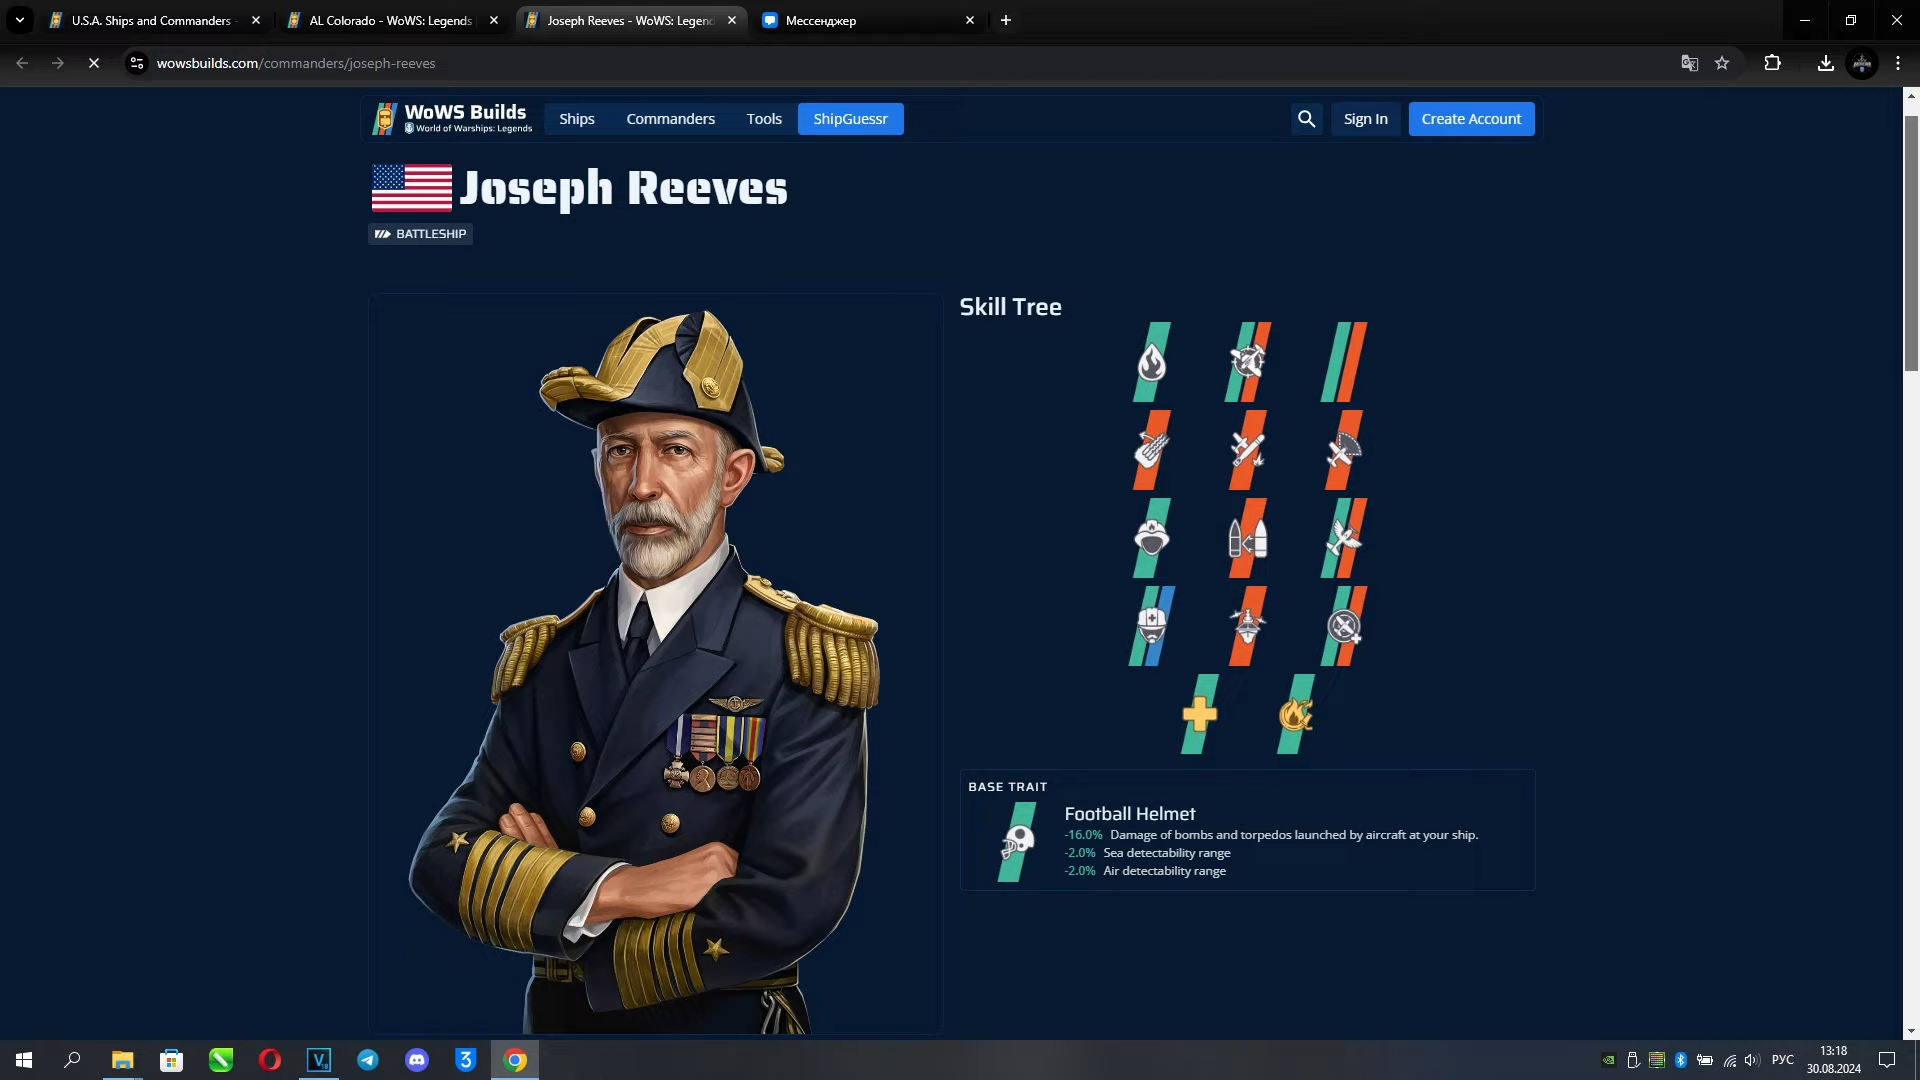 U.S.A. Ships and Commanders
AL Colorado - WoWS: Legends
Joseph Reeves - WoWS: Legend
Мессенджер
wowsbuilds.com/commanders/joseph-reeves
WoWS Builds
World of Warships: Legends
Ships
Commanders
Tools
ShipGuessr
Sign In
Create Account
Joseph Reeves
BATTLESHIP
Skill Tree
BASE TRAIT
Football Helmet
-16.0% Damage of bombs and torpedos launched by aircraft at your ship.
-2.0% Sea detectability range
-2.0% Air detectability range
V
18
3
РУС
13:18
30.08.2024